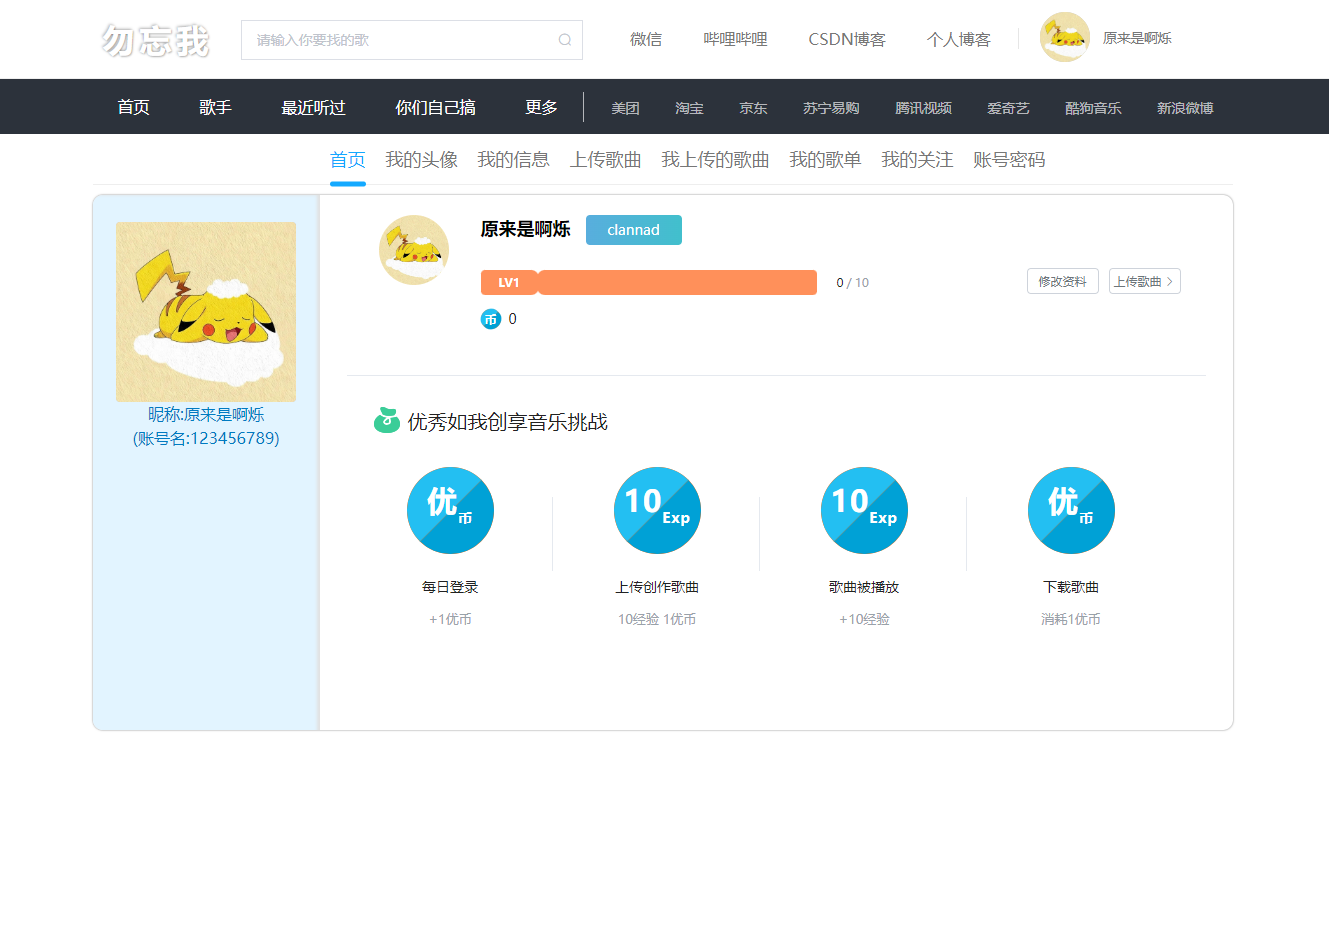 勿忘我 请输入你要找的歌 微信 哔哩哔哩 CSDN博客 个人博客 原来是啊烁
首页 歌手 最近听过 你们自己搞 更多 美团 淘宝 京东 苏宁易购 腾讯视频 爱奇艺 酷狗音乐 新浪微博
首页 我的头像 我的信息 上传歌曲 我上传的歌曲 我的歌单 我的关注 账号密码
昵称:原来是啊烁
(账号名:123456789)
原来是啊烁 clannad
LV1 0 / 10 修改资料 上传歌曲 >
币 0
优秀如我创享音乐挑战
优币 10 Exp 10 Exp 优币
每日登录 上传创作歌曲 歌曲被播放 下载歌曲
+1优币 10经验 1优币 +10经验 消耗1优币